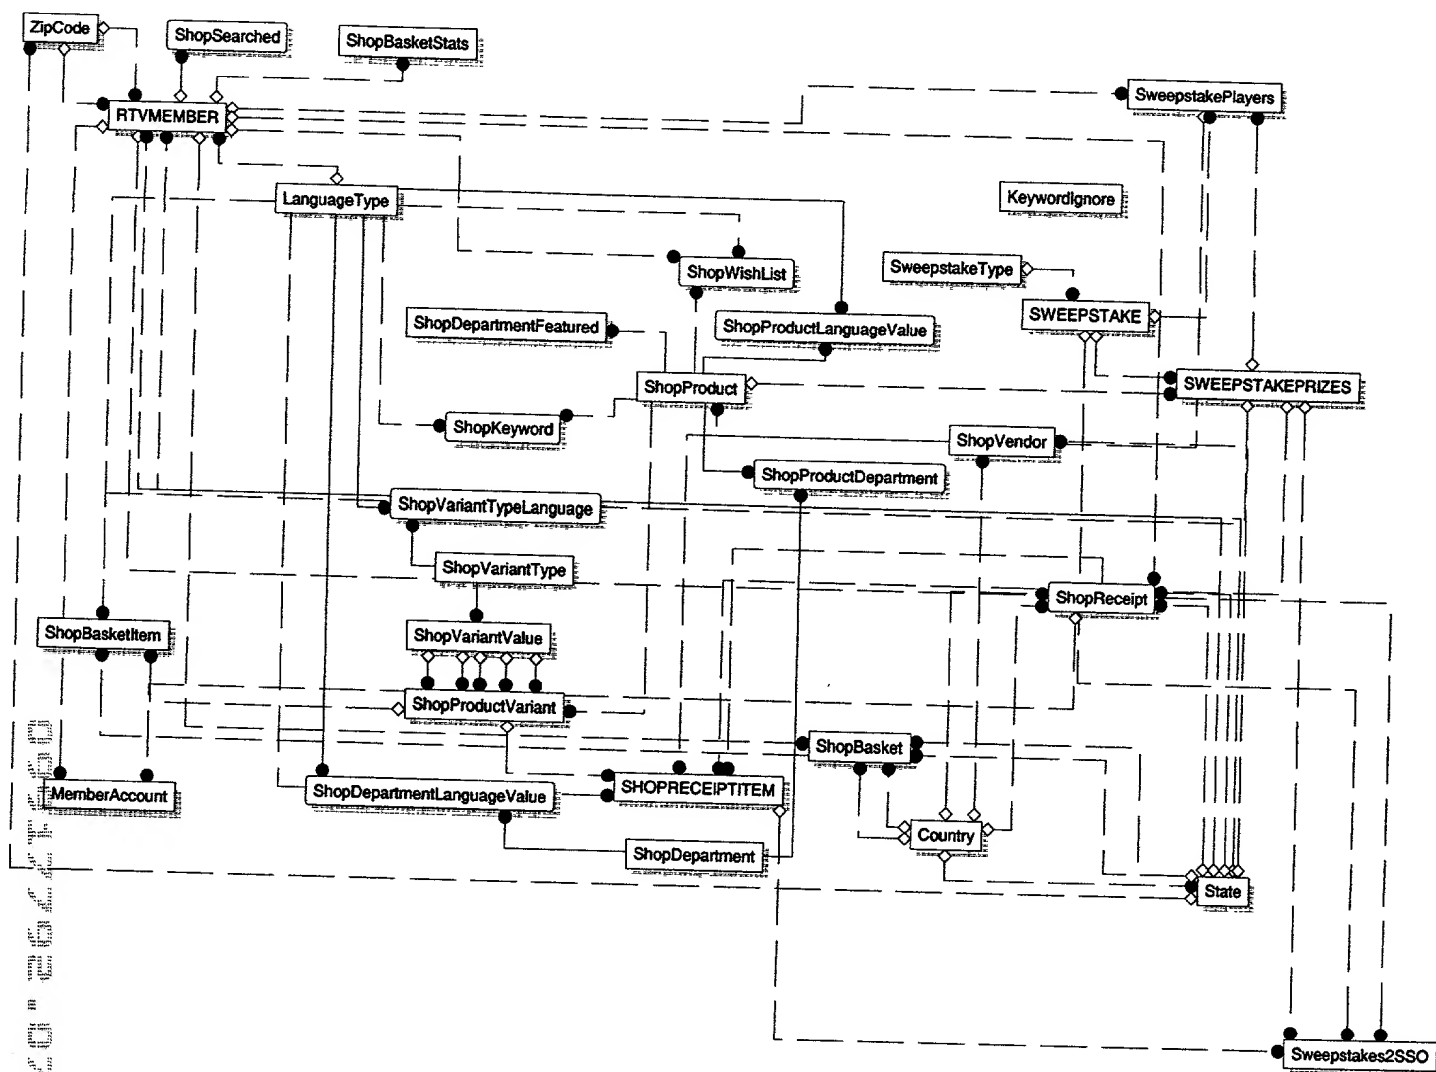 ZipCode
ShopSearched
ShopBasketStats
SweepstakePlayers
RTVMEMBER
LanguageType
KeywordIgnore
ShopWishList
SweepstakeType
ShopDepartmentFeatured
ShopProductLanguageValue
SWEEPSTAKE
ShopProduct
SWEEPSTAKEPRIZES
ShopKeyword
ShopVendor
ShopProductDepartment
ShopVariantTypeLanguage
ShopVariantType
ShopReceipt
ShopBasketItem
ShopVariantValue
ShopProductVariant
ShopBasket
MemberAccount
ShopDepartmentLanguageValue
SHOPRECEIPTITEM
Country
ShopDepartment
State
Sweepstakes2SSO